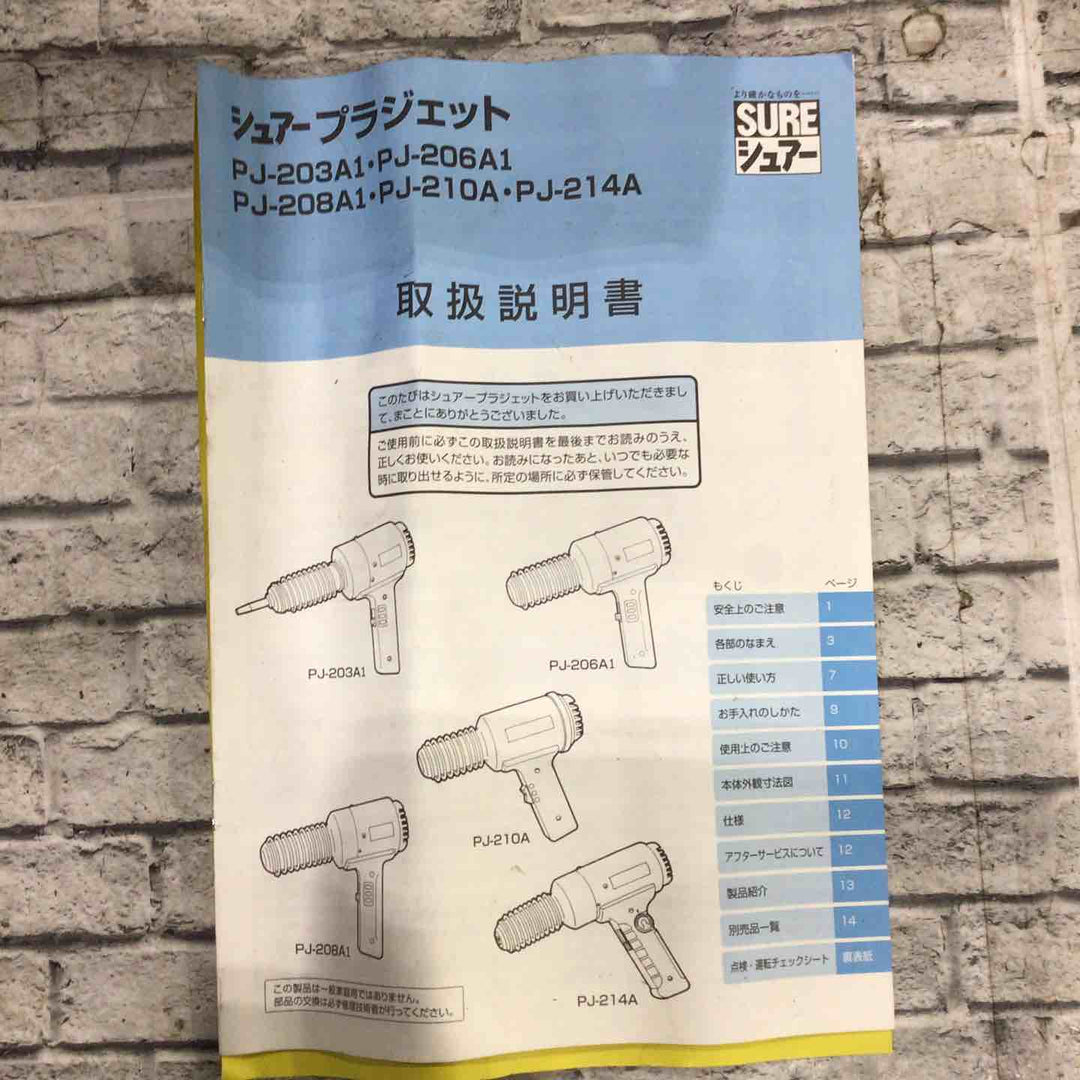 シュアープラジェット
PJ-203A1・PJ-206A1
PJ-208A1・PJ-210A・PJ-214A
より確かなものを……
SURE
シュアー
取扱説明書
このたびはシュアープラジェットをお買い上げいただきまし
て、まことにありがとうございました。
ご使用前に必ずこの取扱説明書を最後までお読みのうえ、
正しくお使いください。お読みになったあと、いつでも必要な
時に取り出せるように、所定の場所に必ず保管してください。
PJ-203A1
PJ-206A1
PJ-210A
PJ-208A1
PJ-214A
もくじ ページ
安全上のご注意 1
各部のなまえ 3
正しい使い方 7
お手入れのしかた 9
使用上のご注意 10
本体外観寸法図 11
仕様 12
アフターサービスについて 12
製品紹介 13
別売品一覧 14
点検・運転チェックシート 裏表紙
この製品は一般家庭用ではありません。
部品の交換は必ず修理技術者が行ってください。